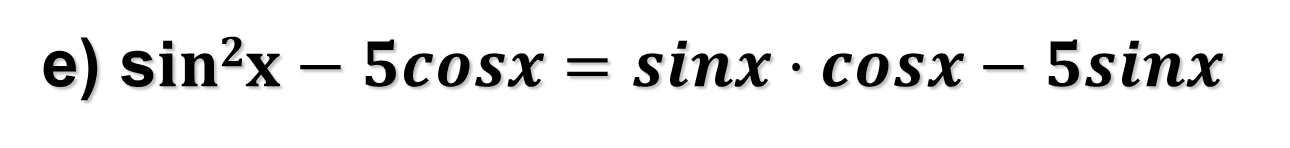 e) sin²x − 5cosx = sinx · cosx − 5sinx